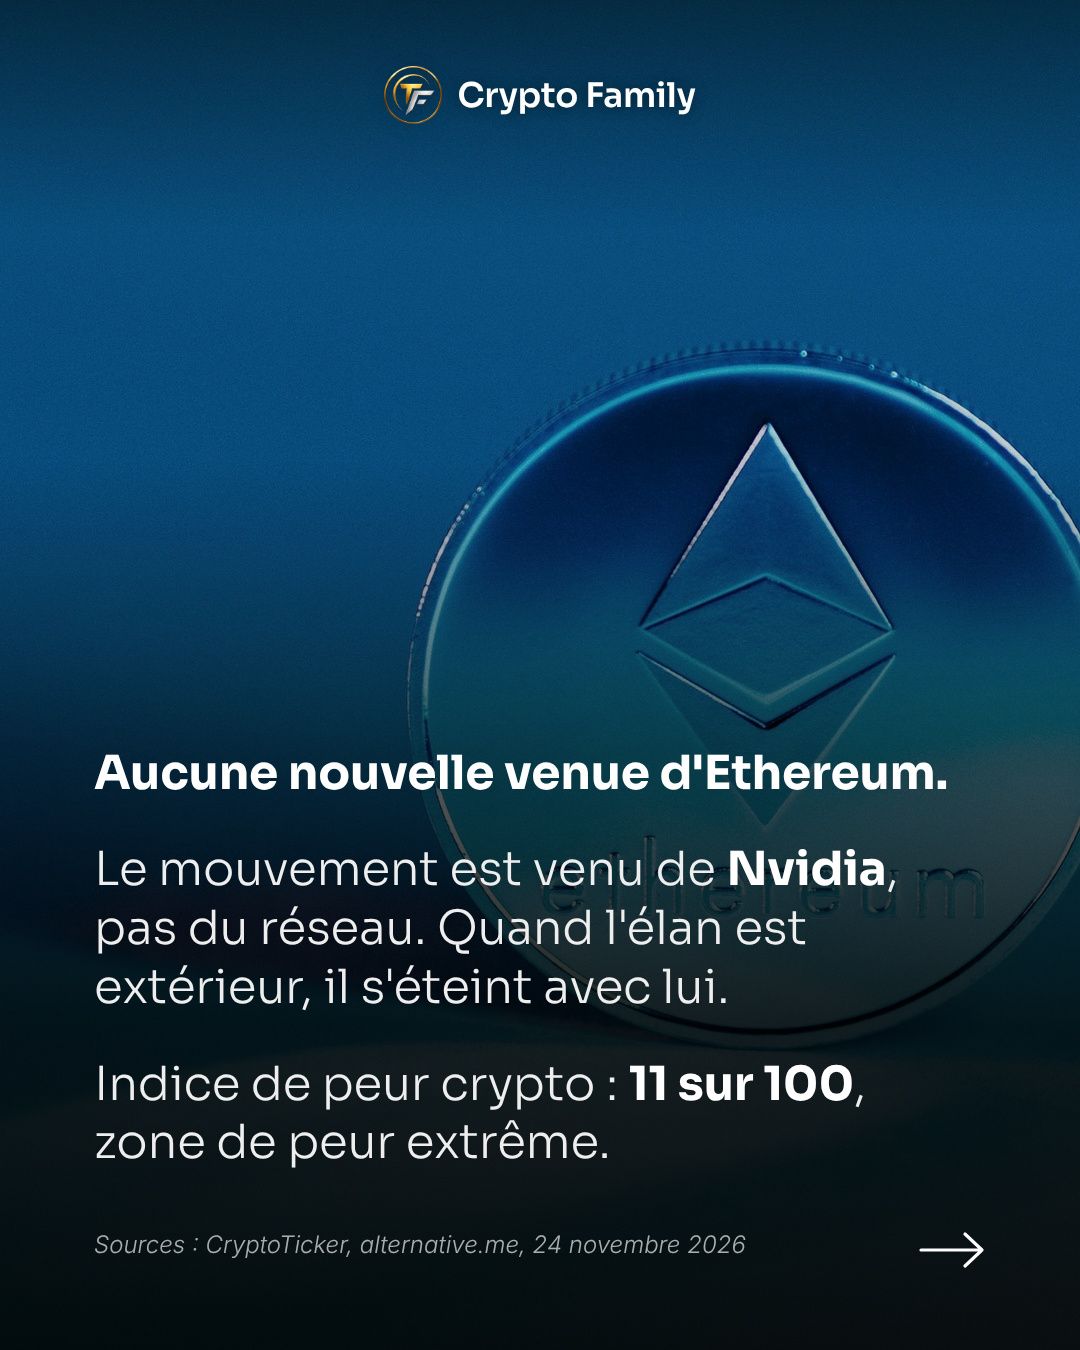 TF Crypto Family
Aucune nouvelle venue d'Ethereum.
Le mouvement est venu de Nvidia,
pas du réseau. Quand l'élan est
extérieur, il s'éteint avec lui.
ethereum
Indice de peur crypto : 11 sur 100,
zone de peur extrême.
Sources : CryptoTicker, alternative.me, 24 novembre 2026